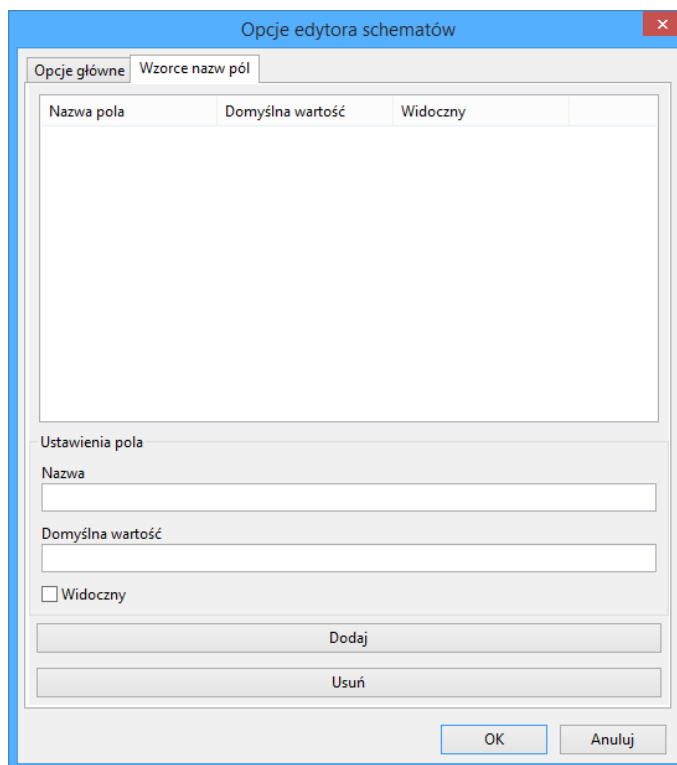 Opcje edytora schematów
Opcje główne Wzorce nazw pól
Nazwa pola Domyślna wartość Widoczny
Ustawienia pola
Nazwa
Domyślna wartość
Widoczny
Dodaj
Usuń
OK Anuluj